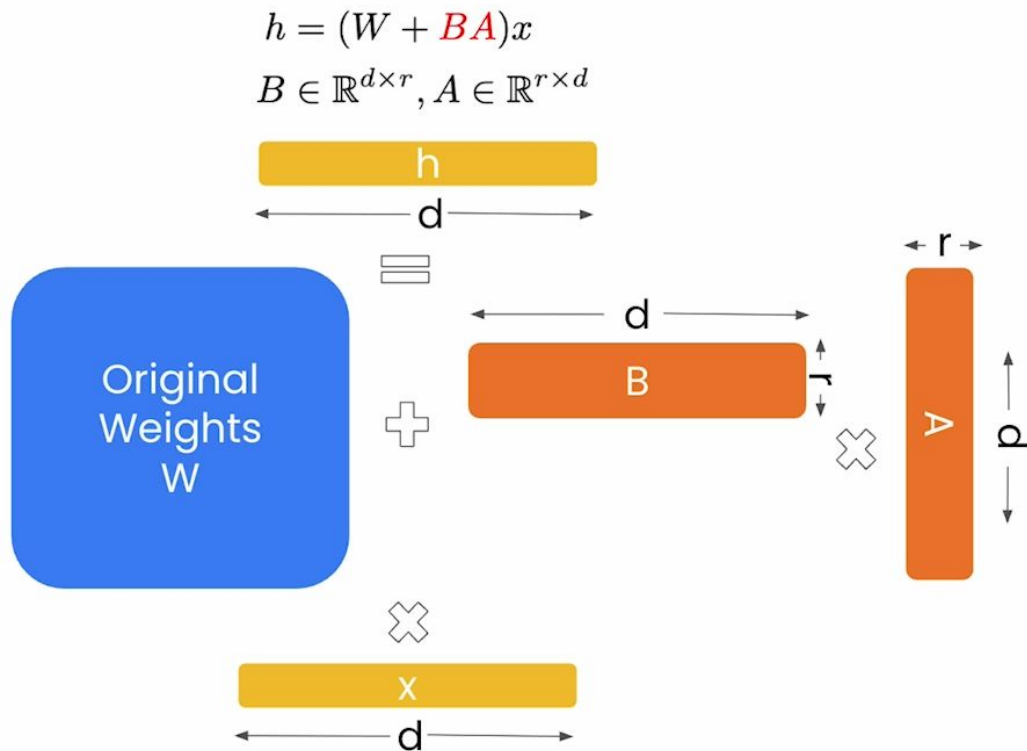 h = (W + BA)x
B ∈ ℝ^{d×r}, A ∈ ℝ^{r×d}
h
d
r
Original
Weights
W
d
B
r
A
d
x
d